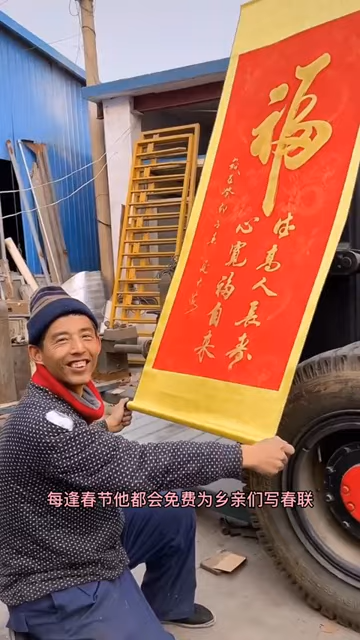 福
性高人長壽
心寬福自來
每逢春节他都会免费为乡亲们写春联